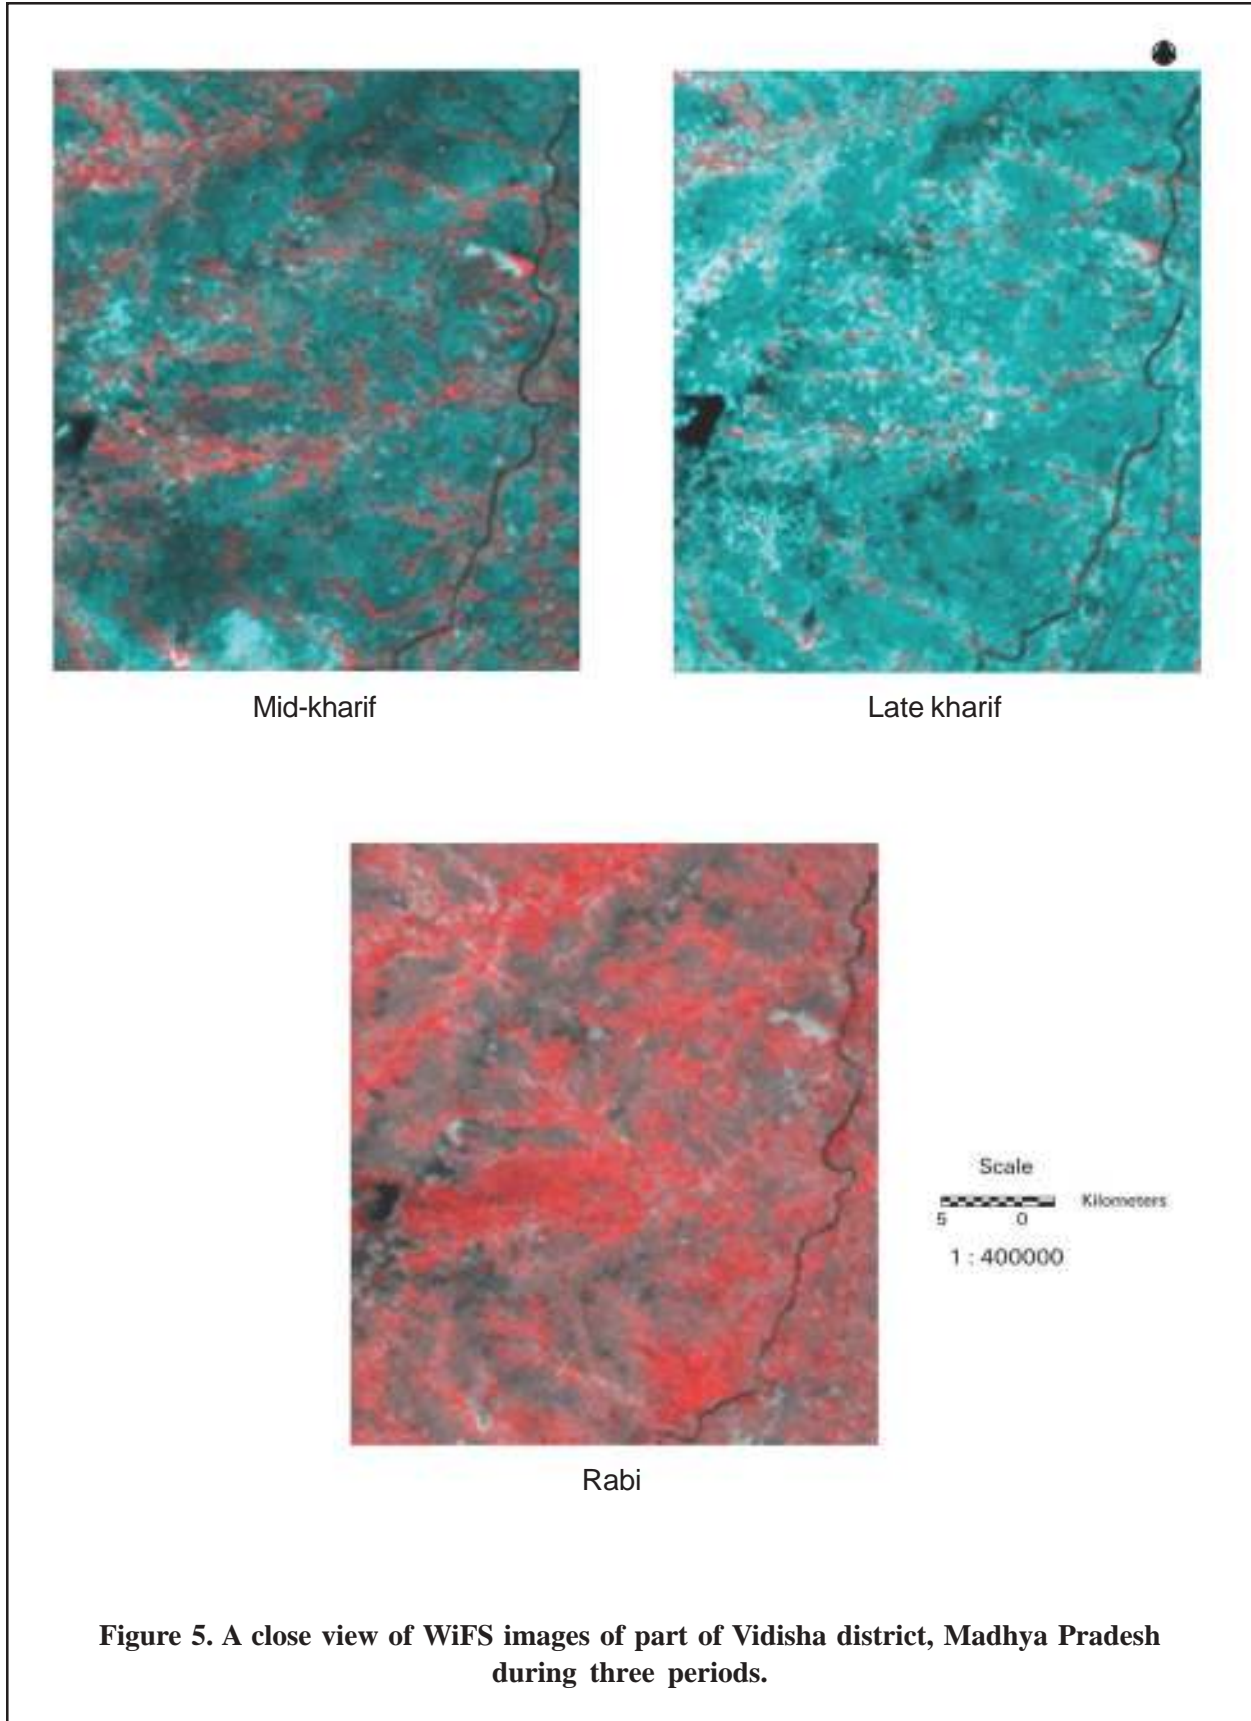 Mid-kharif
Late kharif
Rabi
Scale
Kilometers
5 0
1 : 400000
Figure 5. A close view of WiFS images of part of Vidisha district, Madhya Pradesh
during three periods.